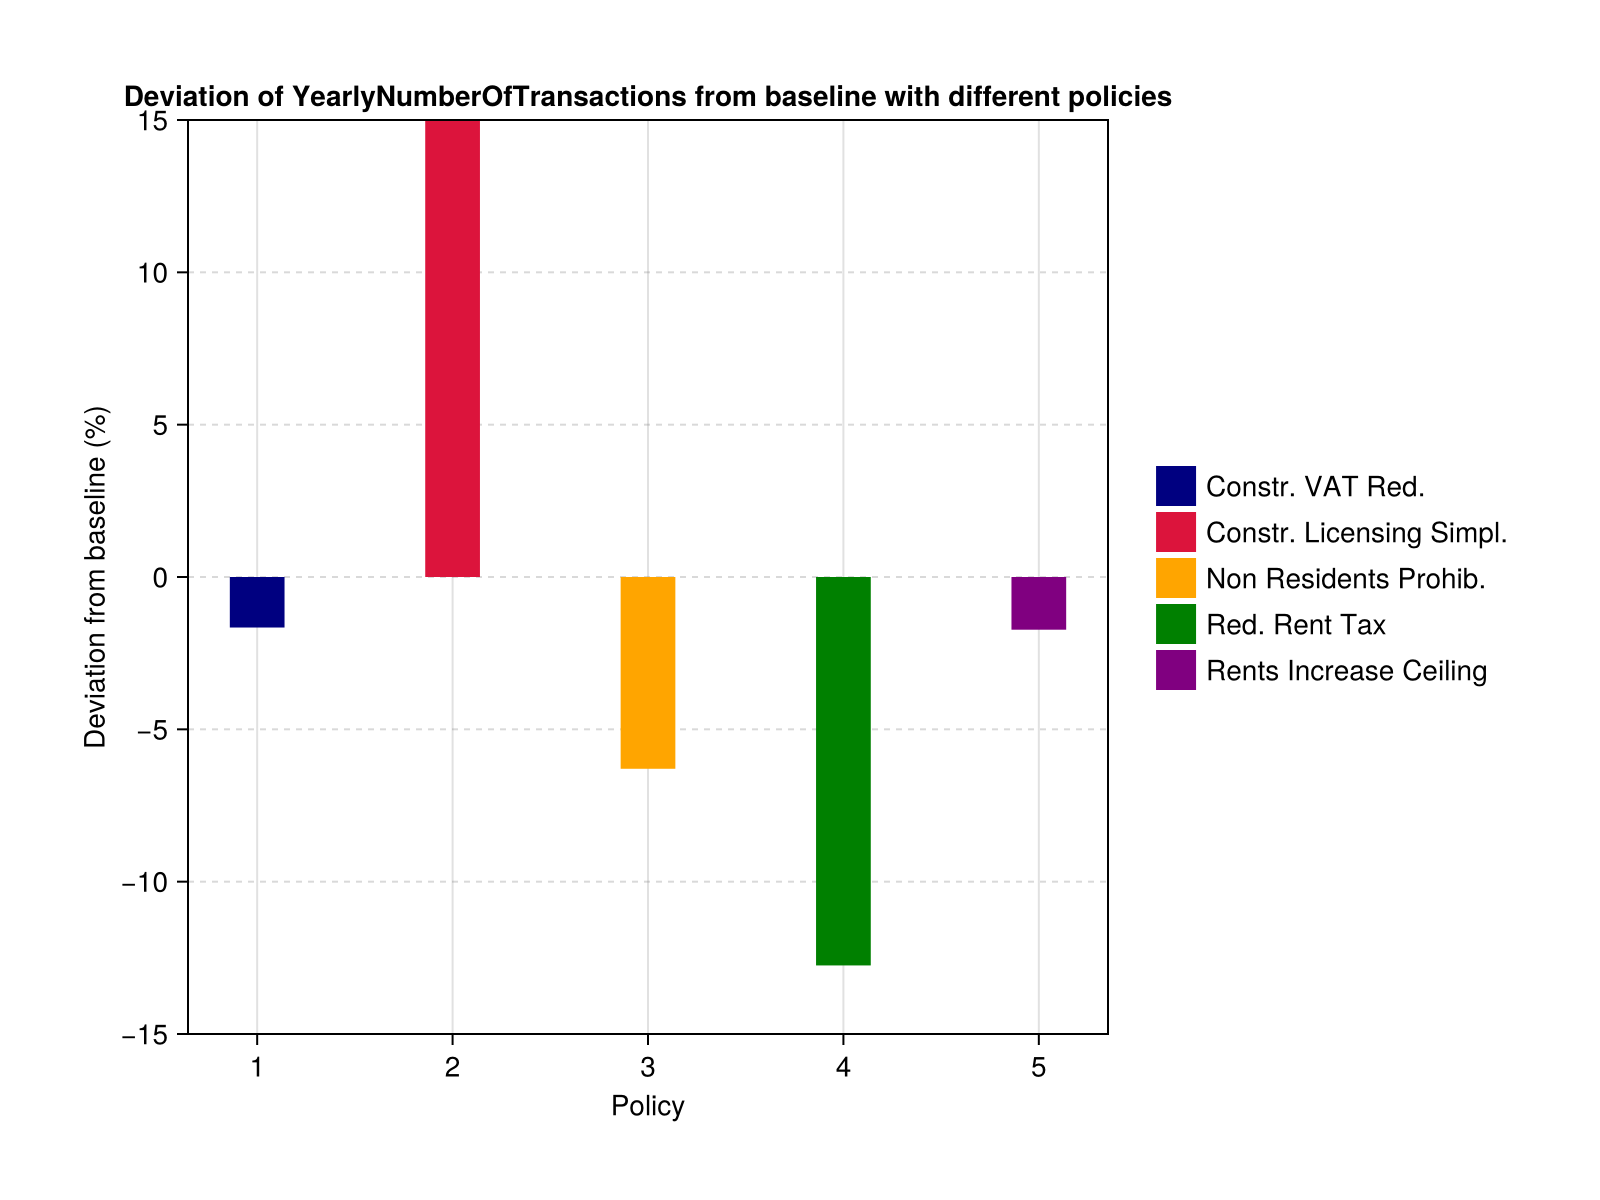 Deviation of YearlyNumberOfTransactions from baseline with different policies
15
10
5
0
−5
−10
−15
Deviation from baseline (%)
1 2 3 4 5
Policy
Constr. VAT Red.
Constr. Licensing Simpl.
Non Residents Prohib.
Red. Rent Tax
Rents Increase Ceiling